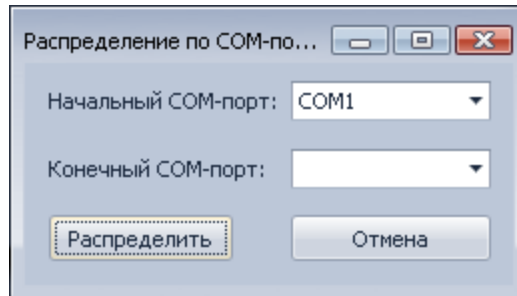 Распределение по COM-по...
Начальный COM-порт: COM1
Конечный COM-порт:
Распределить Отмена